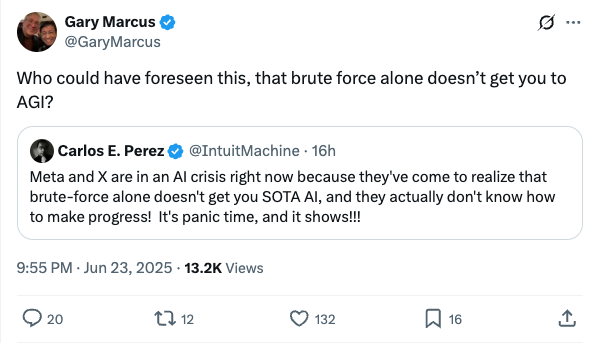 Gary Marcus
@GaryMarcus
Who could have foreseen this, that brute force alone doesn’t get you to
AGI?
Carlos E. Perez @IntuitMachine · 16h
Meta and X are in an AI crisis right now because they've come to realize that
brute-force alone doesn't get you SOTA AI, and they actually don't know how
to make progress!  It's panic time, and it shows!!!
9:55 PM · Jun 23, 2025 · 13.2K Views
20 12 132 16